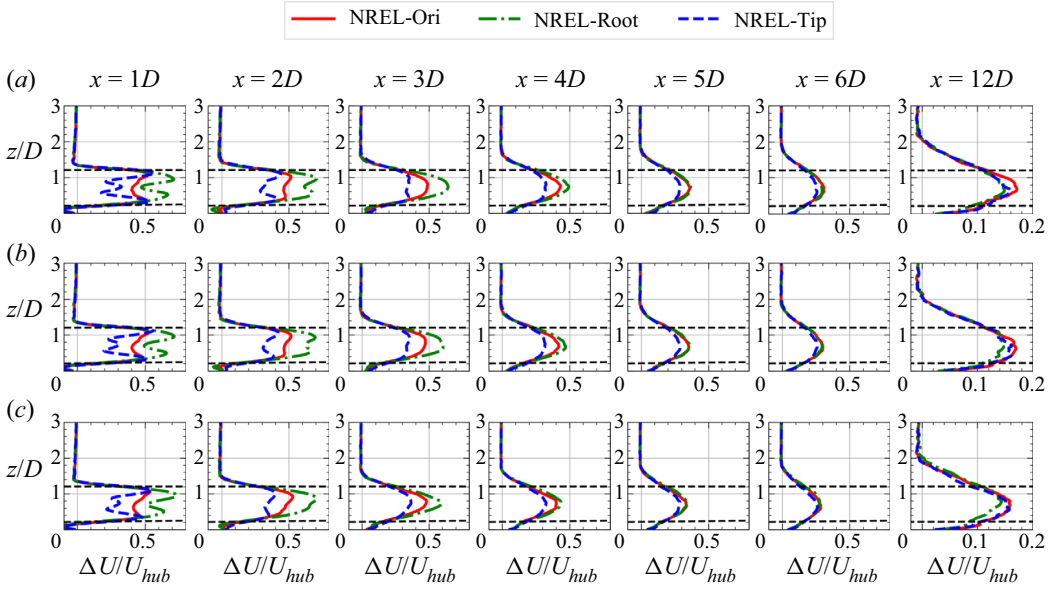 NREL-Ori NREL-Root NREL-Tip
(a) x = 1D x = 2D x = 3D x = 4D x = 5D x = 6D x = 12D
3 3 3 3 3 3 3
2 2 2 2 2 2 2
z/D
1 1 1 1 1 1 1
0 0.5 0 0.5 0 0.5 0 0.5 0 0.5 0 0.5 0 0.1 0.2
(b)
3 3 3 3 3 3 3
2 2 2 2 2 2 2
z/D
1 1 1 1 1 1 1
0 0.5 0 0.5 0 0.5 0 0.5 0 0.5 0 0.5 0 0.1 0.2
(c)
3 3 3 3 3 3 3
2 2 2 2 2 2 2
z/D
1 1 1 1 1 1 1
0 0.5 0 0.5 0 0.5 0 0.5 0 0.5 0 0.5 0 0.1 0.2
ΔU/U_hub ΔU/U_hub ΔU/U_hub ΔU/U_hub ΔU/U_hub ΔU/U_hub ΔU/U_hub